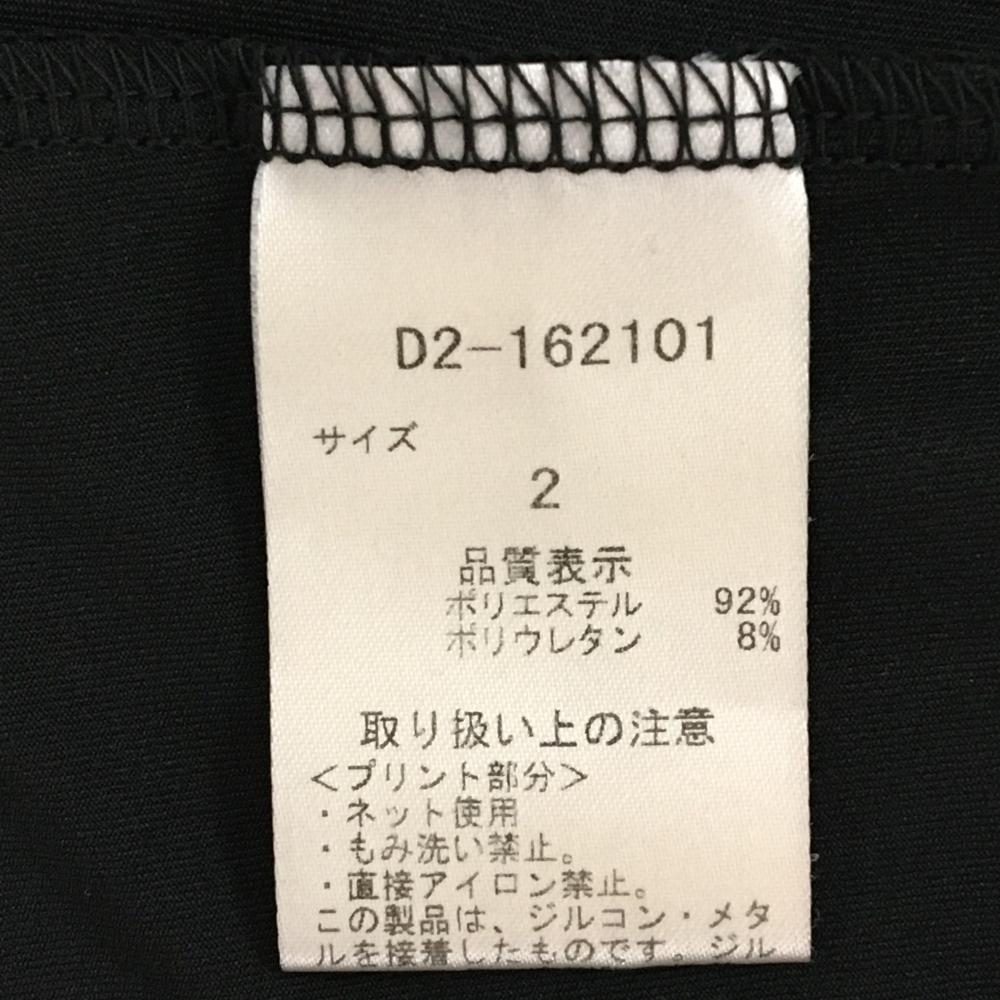 D2-162101
サイズ
2
品質表示
ポリエステル 92%
ポリウレタン 8%
取り扱い上の注意
＜プリント部分＞
・ネット使用
・もみ洗い禁止。
・直接アイロン禁止。
この製品は、ジルコン・メタ
ルを接着したものです。ジル